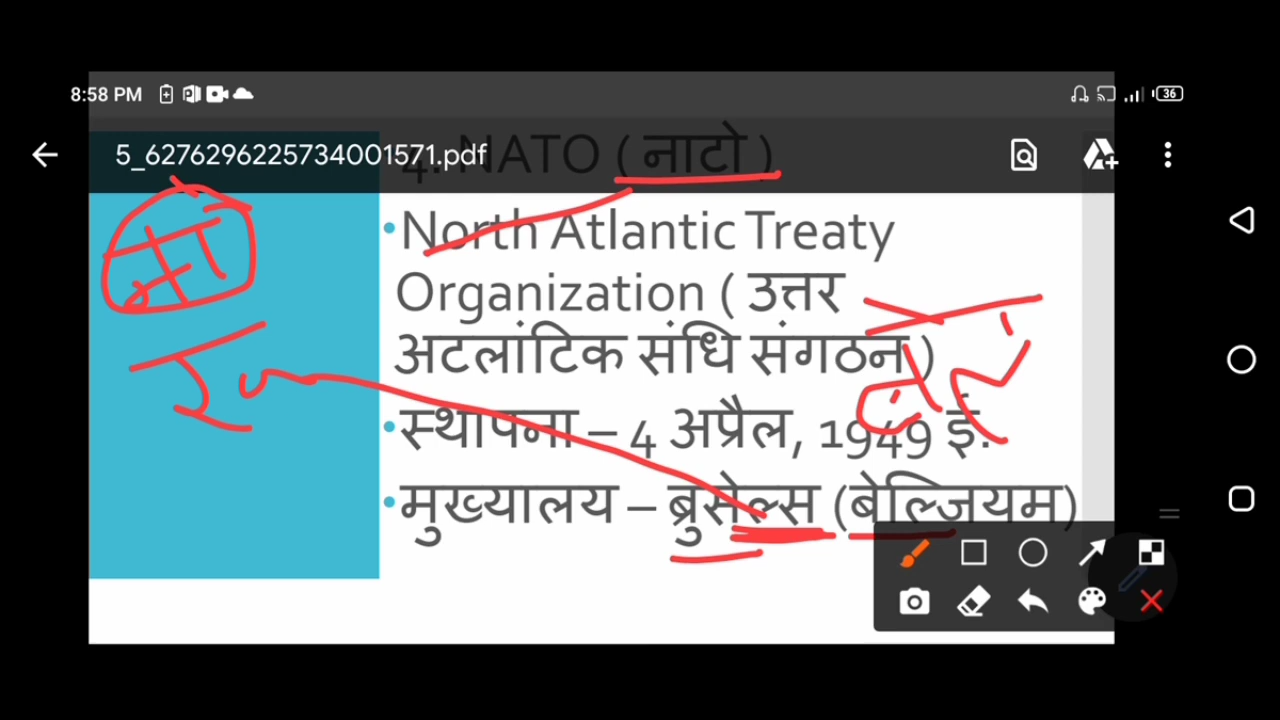 8:58 PM 36
5_6276296225734001571.pdf
4. NATO ( नाटो )
•North Atlantic Treaty
Organization ( उत्तर
अटलांटिक संधि संगठन )
•स्थापना – 4 अप्रैल, 1949 ई.
•मुख्यालय – ब्रुसेल्स (बेल्जियम)